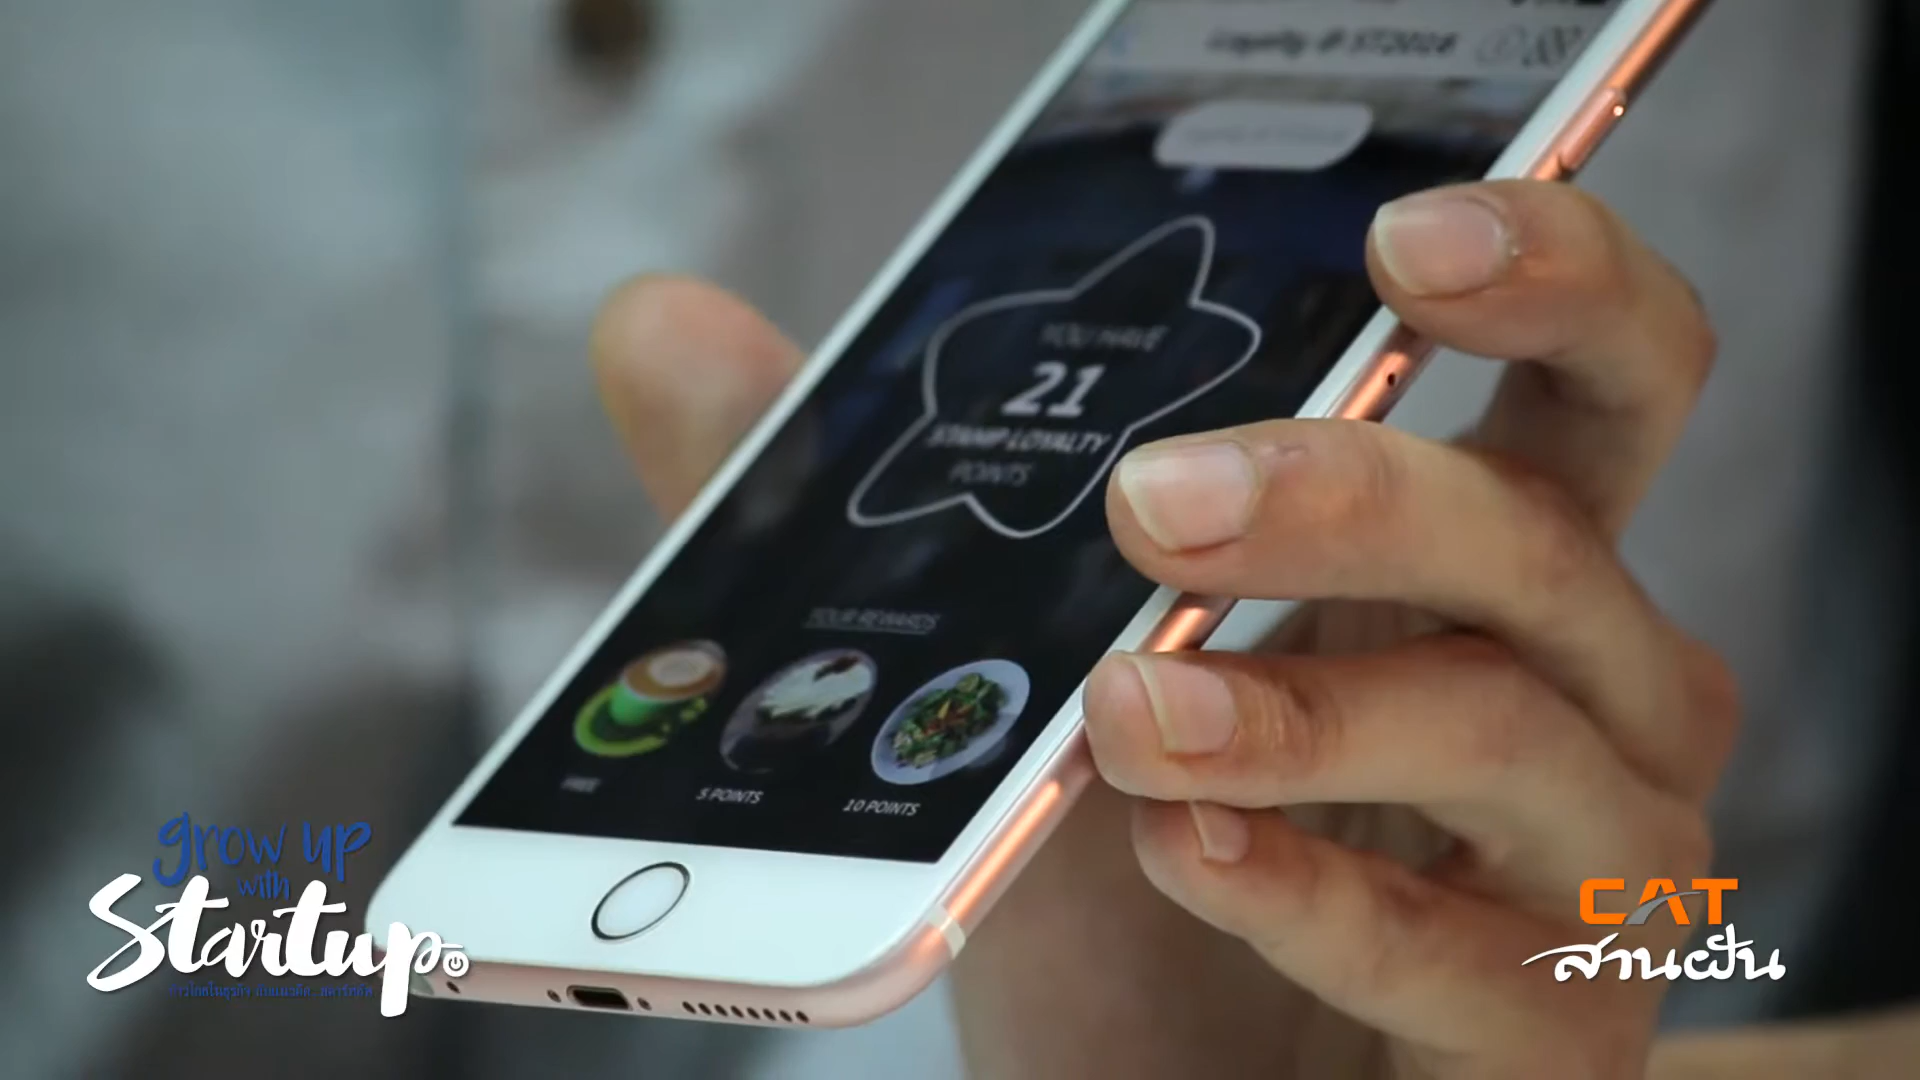 YOU HAVE
21
STAMP LOYALTY
POINTS
YOUR REWARDS
FREE
5 POINTS
10 POINTS
grow up
with
Startup
CAT
สานฝัน